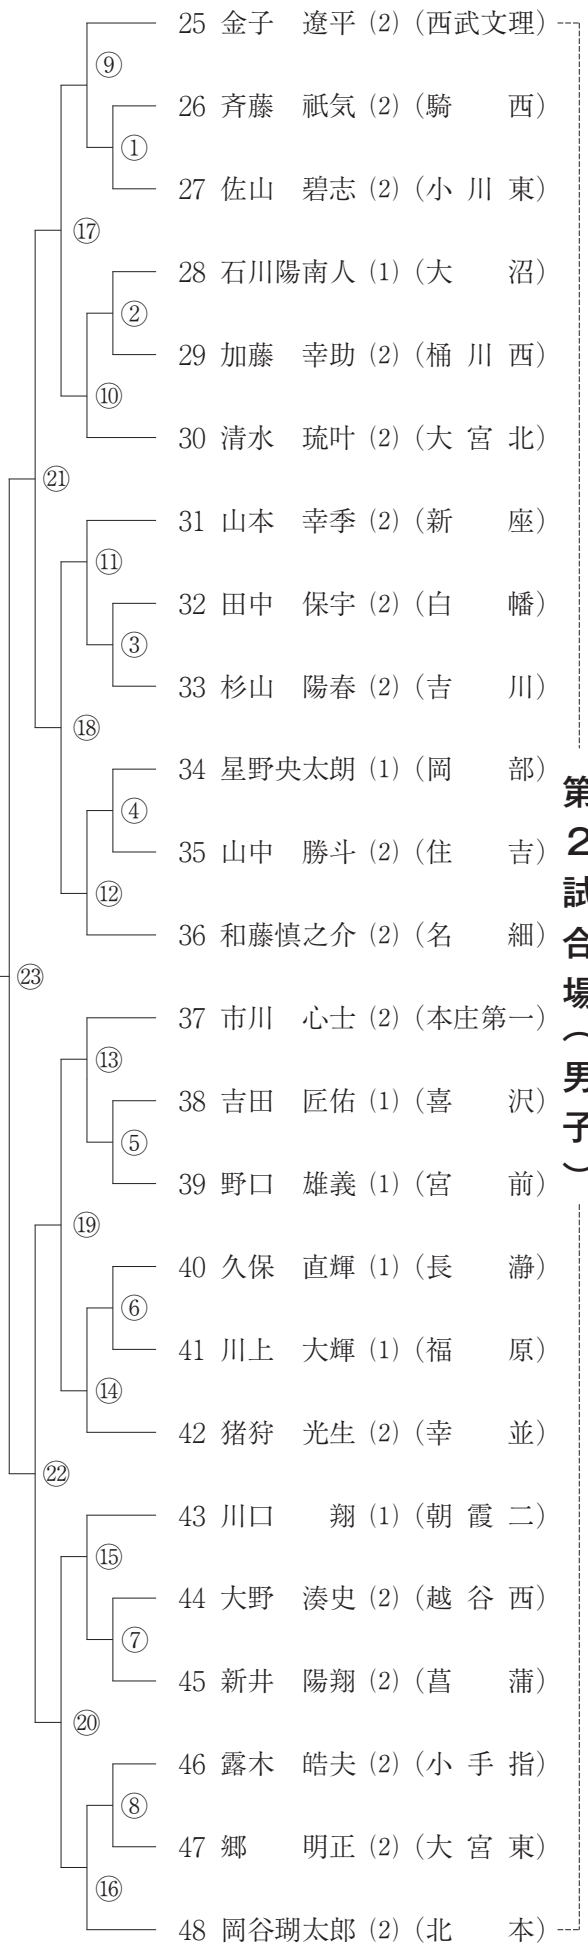 25 金子　遼平 (2)（西武文理）
⑨
26 斉藤　祇気 (2)（騎　　西）
①
27 佐山　碧志 (2)（小 川 東）
⑰
28 石川陽南人 (1)（大　　沼）
②
29 加藤　幸助 (2)（桶 川 西）
⑩
30 清水　琉叶 (2)（大 宮 北）
㉑
31 山本　幸季 (2)（新　　座）
⑪
32 田中　保宇 (2)（白　　幡）
③
33 杉山　陽春 (2)（吉　　川）
⑱
34 星野央太朗 (1)（岡　　部）
④
35 山中　勝斗 (2)（住　　吉）
⑫
36 和藤慎之介 (2)（名　　細）
㉓
37 市川　心士 (2)（本庄第一）
⑬
38 吉田　匠佑 (1)（喜　　沢）
⑤
39 野口　雄義 (1)（宮　　前）
⑲
40 久保　直輝 (1)（長　　瀞）
⑥
41 川上　大輝 (1)（福　　原）
⑭
42 猪狩　光生 (2)（幸　　並）
㉒
43 川口　　翔 (1)（朝 霞 二）
⑮
44 大野　湊史 (2)（越 谷 西）
⑦
45 新井　陽翔 (2)（菖　　蒲）
⑳
46 露木　皓夫 (2)（小 手 指）
⑧
47 郷　　明正 (2)（大 宮 東）
⑯
48 岡谷瑚太郎 (2)（北　　本）
第２試合場（男子）